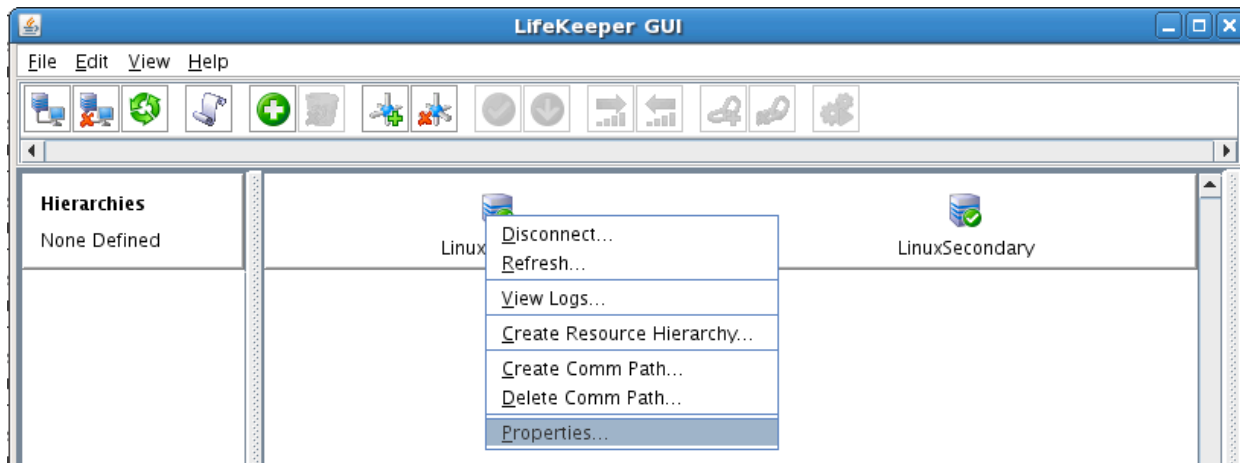 LifeKeeper GUI
File Edit View Help
Hierarchies
None Defined
Linux
LinuxSecondary
Disconnect...
Refresh...
View Logs...
Create Resource Hierarchy...
Create Comm Path...
Delete Comm Path...
Properties...